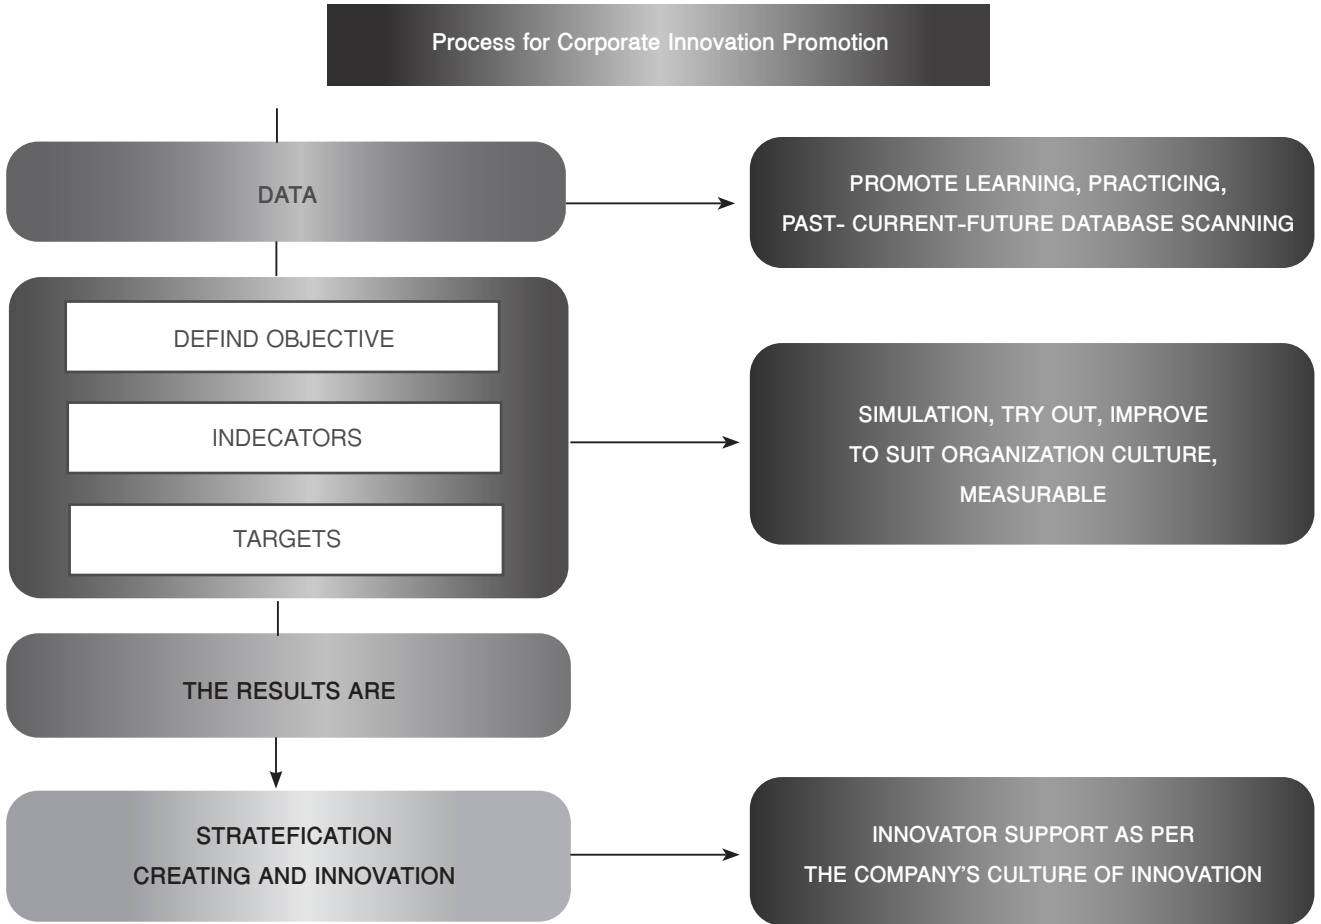 Process for Corporate Innovation Promotion
DATA
PROMOTE LEARNING, PRACTICING,
PAST- CURRENT-FUTURE DATABASE SCANNING
DEFIND OBJECTIVE
INDECATORS
TARGETS
SIMULATION, TRY OUT, IMPROVE
TO SUIT ORGANIZATION CULTURE,
MEASURABLE
THE RESULTS ARE
STRATEFICATION
CREATING AND INNOVATION
INNOVATOR SUPPORT AS PER
THE COMPANY'S CULTURE OF INNOVATION